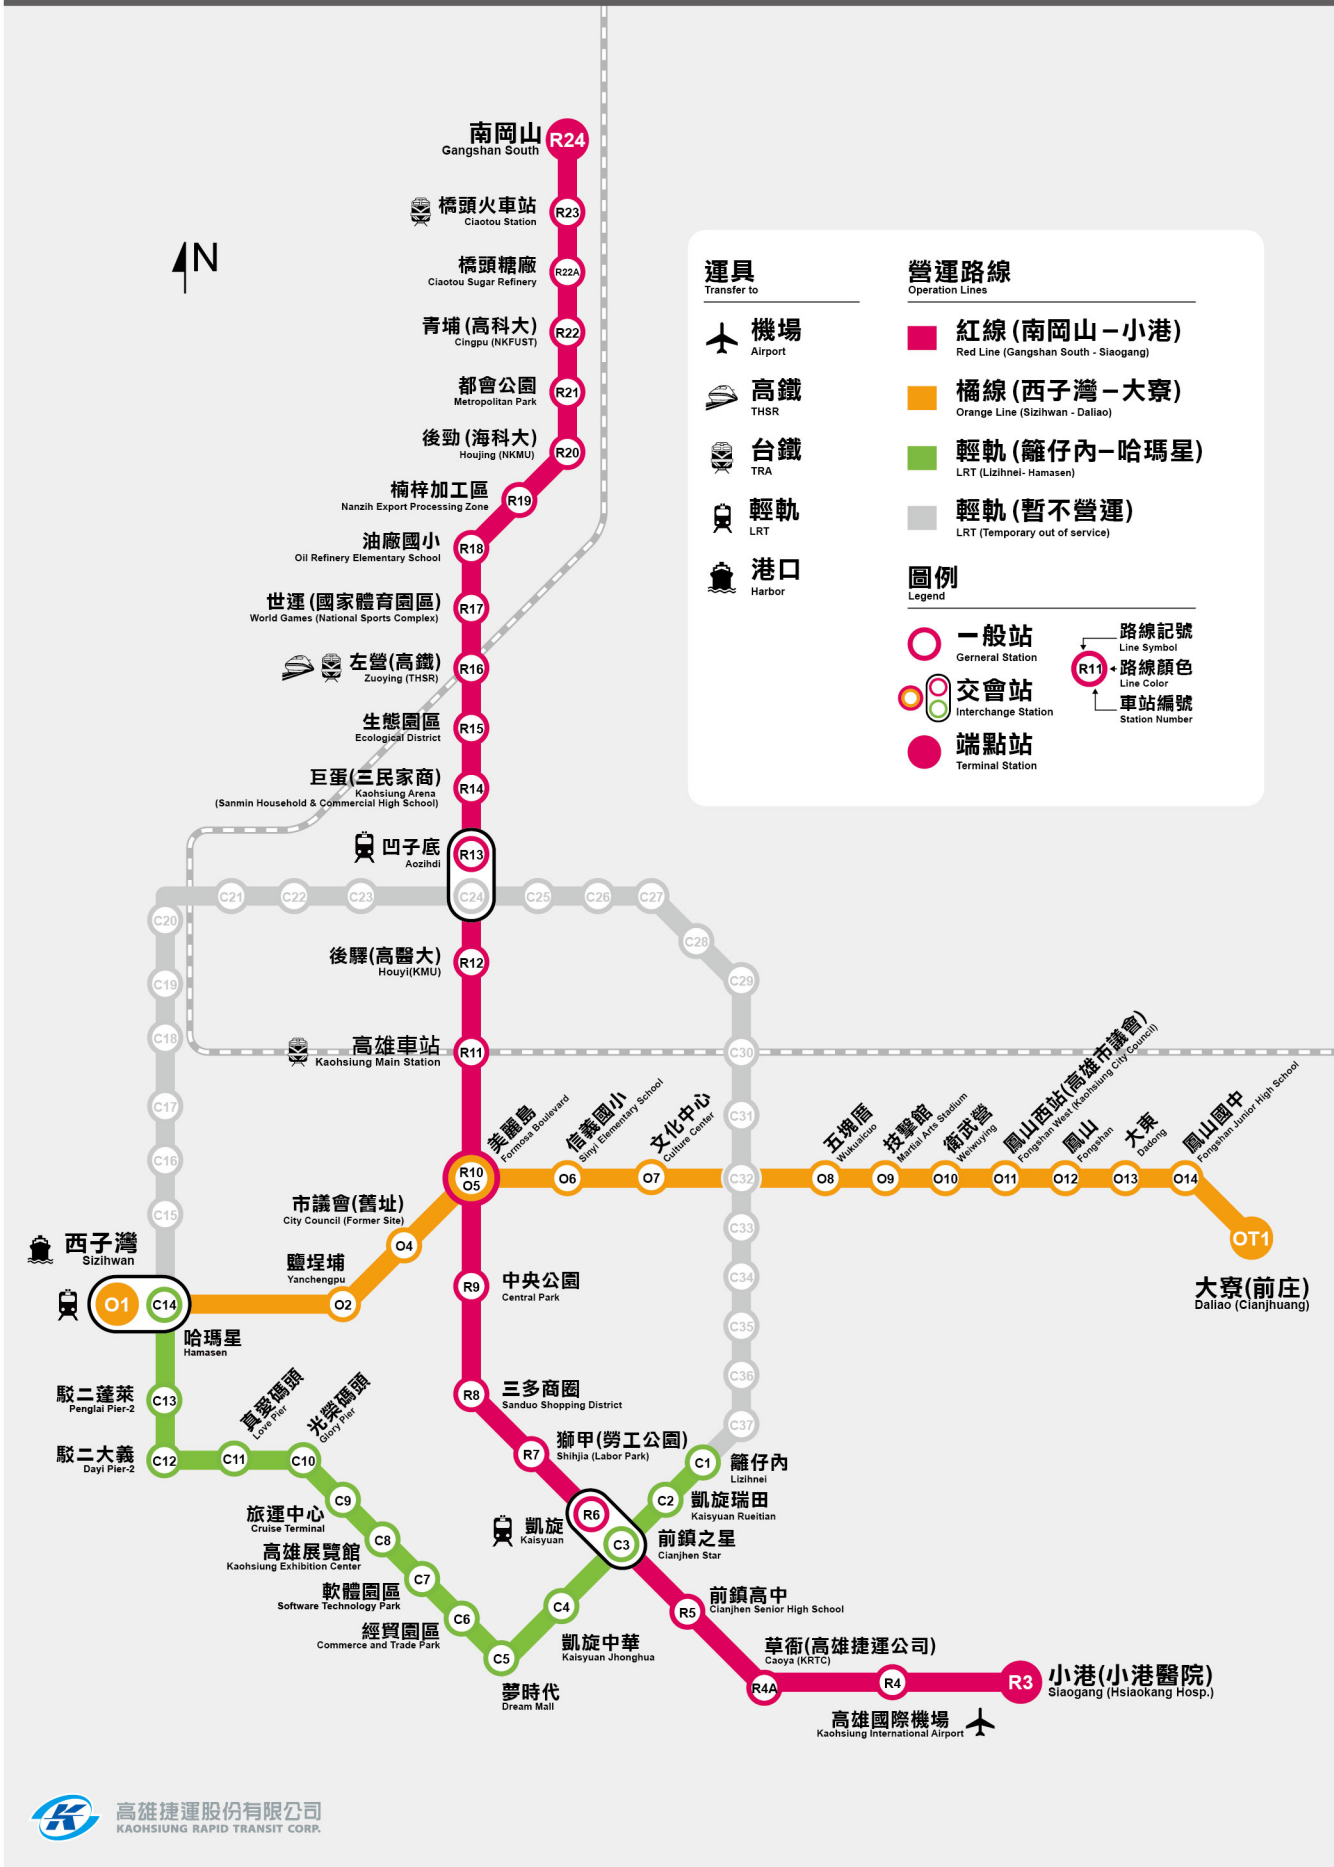 南岡山
Gangshan South
R24
橋頭火車站
Ciaotou Station
R23
橋頭糖廠
Ciaotou Sugar Refinery
R22A
青埔(高科大)
Cingpu (NKFUST)
R22
都會公園
Metropolitan Park
R21
後勁(海科大)
Houjing (NKMU)
R20
楠梓加工區
Nanzih Export Processing Zone
R19
油廠國小
Oil Refinery Elementary School
R18
世運(國家體育園區)
World Games (National Sports Complex)
R17
左營(高鐵)
Zuoying (THSR)
R16
生態園區
Ecological District
R15
巨蛋(三民家商)
Kaohsiung Arena
(Sanmin Household & Commercial High School)
R14
凹子底
Aozihdi
R13
N
運具
Transfer to
機場
Airport
高鐵
THSR
台鐵
TRA
輕軌
LRT
港口
Harbor
營運路線
Operation Lines
紅線(南岡山－小港)
Red Line (Gangshan South - Siaogang)
橘線(西子灣－大寮)
Orange Line (Sizihwan - Daliao)
輕軌(籬仔內－哈瑪星)
LRT (Lizihnei- Hamasen)
輕軌(暫不營運)
LRT (Temporary out of service)
圖例
Legend
一般站
Gerneral Station
交會站
Interchange Station
端點站
Terminal Station
R11
路線記號
Line Symbol
路線顏色
Line Color
車站編號
Station Number
C20
C21
C22
C23
C24
C25
C26
C27
C28
C29
C30
C31
C32
C33
C34
C35
C36
C37
C19
C18
C17
C16
C15
後驛(高醫大)
Houyi(KMU)
R12
高雄車站
Kaohsiung Main Station
R11
美麗島
Formosa Boulevard
R10
O5
信義國小
Sinyi Elementary School
O6
文化中心
Culture Center
O7
五塊厝
Wukuaicuo
O8
技擊館
Martial Arts Stadium
O9
衛武營
Weiwuying
O10
鳳山西站(高雄市議會)
Fongshan West (Kaohsiung City Council)
O11
鳳山
Fongshan
O12
大東
Dadong
O13
鳳山國中
Fongshan Junior High School
O14
OT1
大寮(前庄)
Daliao (Cianjhuang)
市議會(舊址)
City Council (Former Site)
O4
鹽埕埔
Yanchengpu
O2
西子灣
Sizihwan
O1
C14
哈瑪星
Hamasen
中央公園
Central Park
R9
三多商圈
Sanduo Shopping District
R8
獅甲(勞工公園)
Shihjia (Labor Park)
R7
凱旋
Kaisyuan
R6
C3
前鎮之星
Cianjhen Star
C1
籬仔內
Lizihnei
C2
凱旋瑞田
Kaisyuan Rueitian
駁二蓬萊
Penglai Pier-2
C13
駁二大義
Dayi Pier-2
C12
真愛碼頭
Love Pier
C11
光榮碼頭
Glory Pier
C10
旅運中心
Cruise Terminal
C9
高雄展覽館
Kaohsiung Exhibition Center
C8
軟體園區
Software Technology Park
C7
經貿園區
Commerce and Trade Park
C6
夢時代
Dream Mall
C5
凱旋中華
Kaisyuan Jhonghua
C4
前鎮高中
Cianjhen Senior High School
R5
草衙(高雄捷運公司)
Caoya (KRTC)
R4A
高雄國際機場
Kaohsiung International Airport
R4
R3
小港(小港醫院)
Siaogang (Hsiaokang Hosp.)
高雄捷運股份有限公司
KAOHSIUNG RAPID TRANSIT CORP.